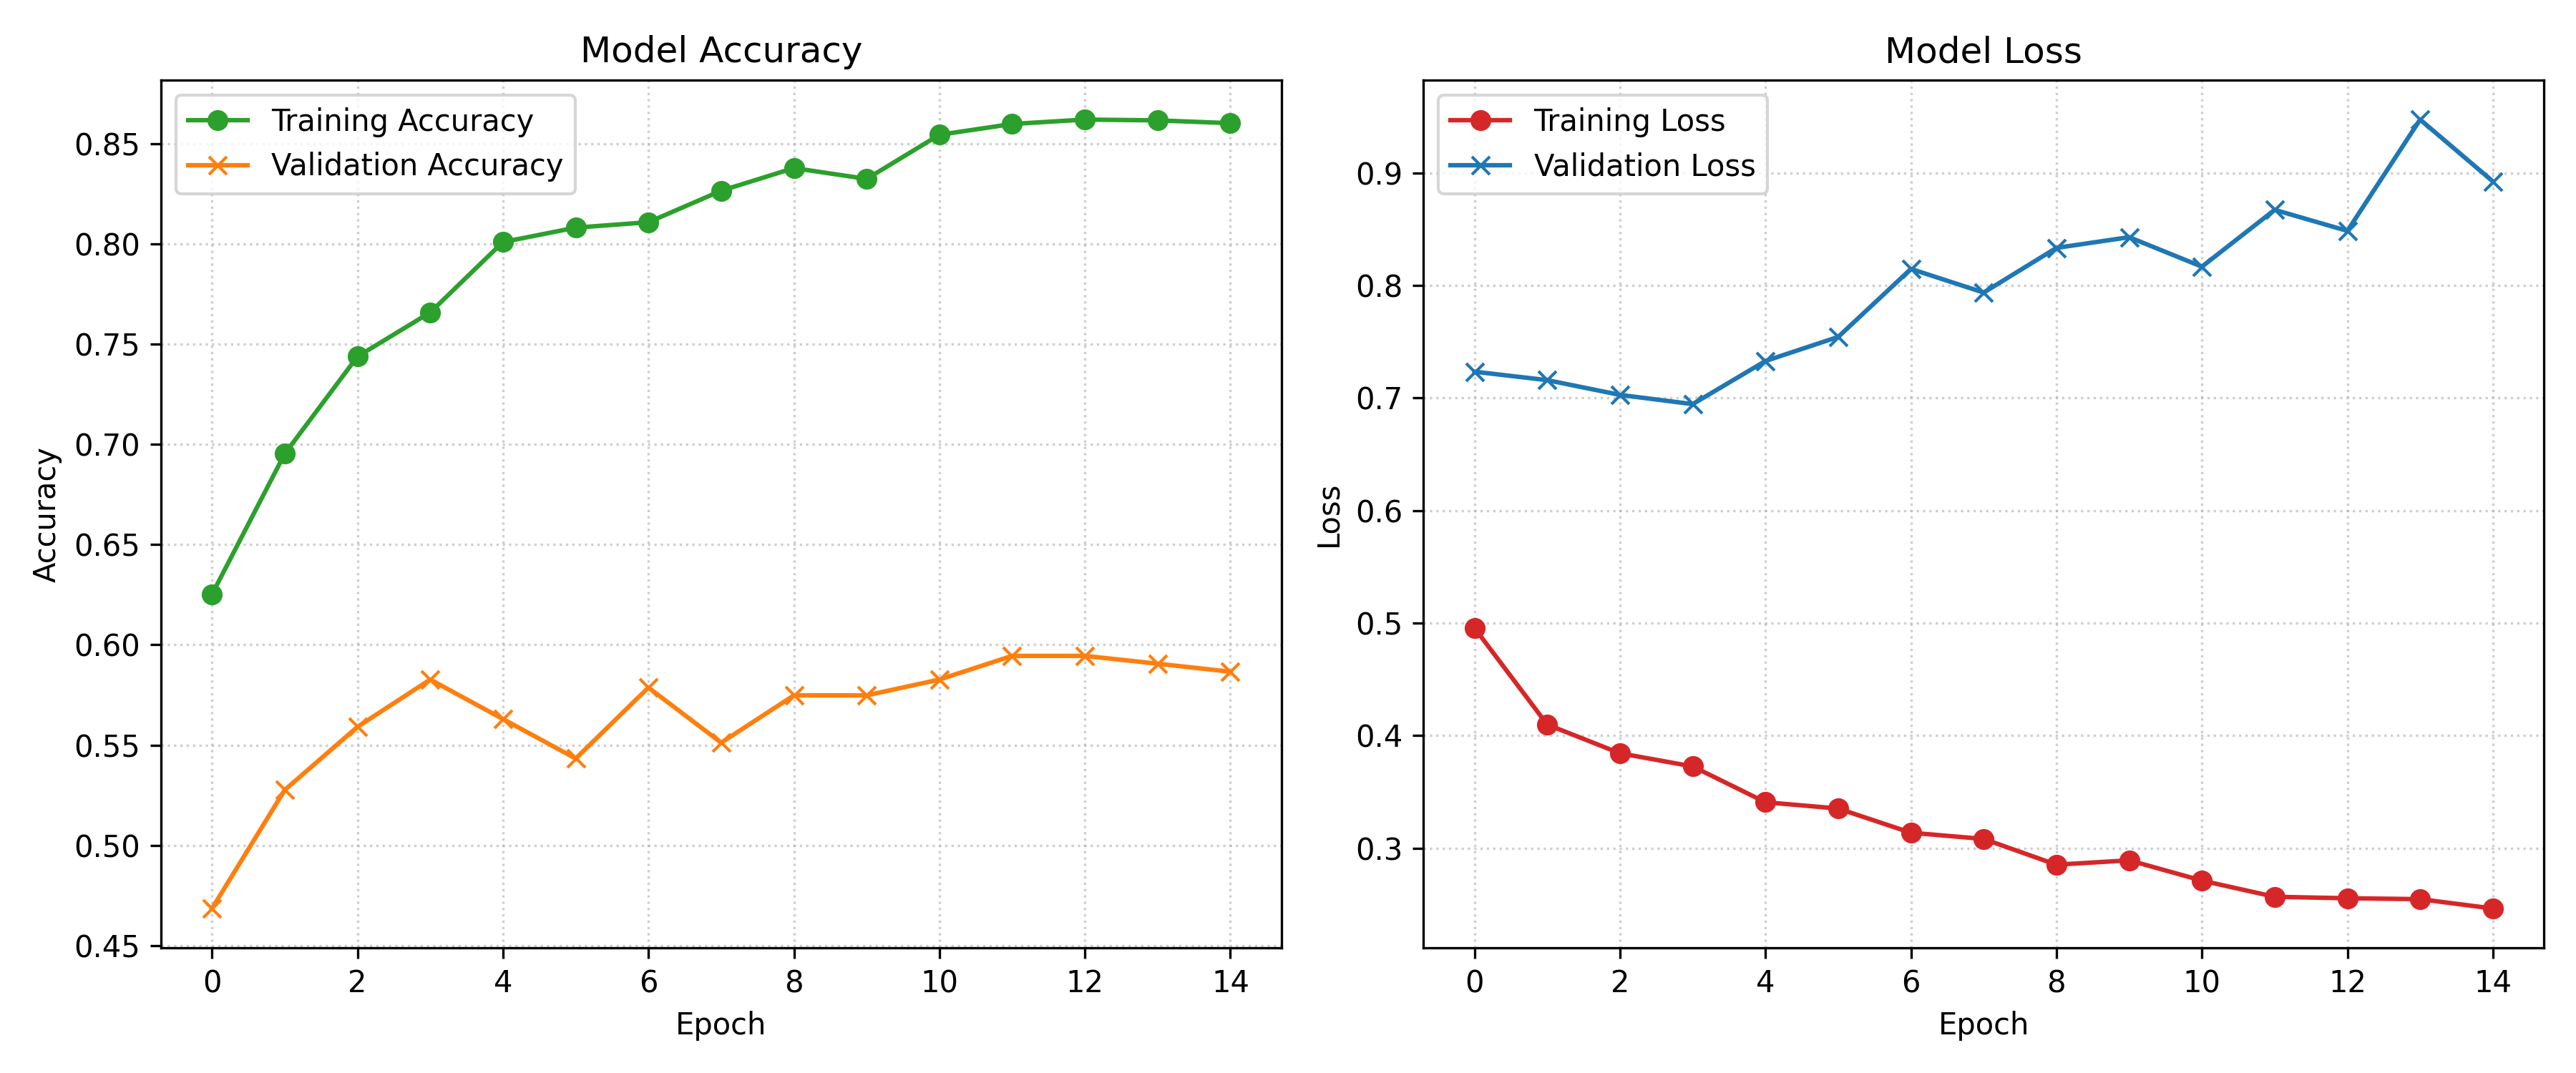 Model Accuracy
Training Accuracy
Validation Accuracy
0.85
0.80
0.75
0.70
0.65
0.60
0.55
0.50
0.45
Accuracy
0 2 4 6 8 10 12 14
Epoch
Model Loss
Training Loss
Validation Loss
0.9
0.8
0.7
0.6
0.5
0.4
0.3
Loss
0 2 4 6 8 10 12 14
Epoch